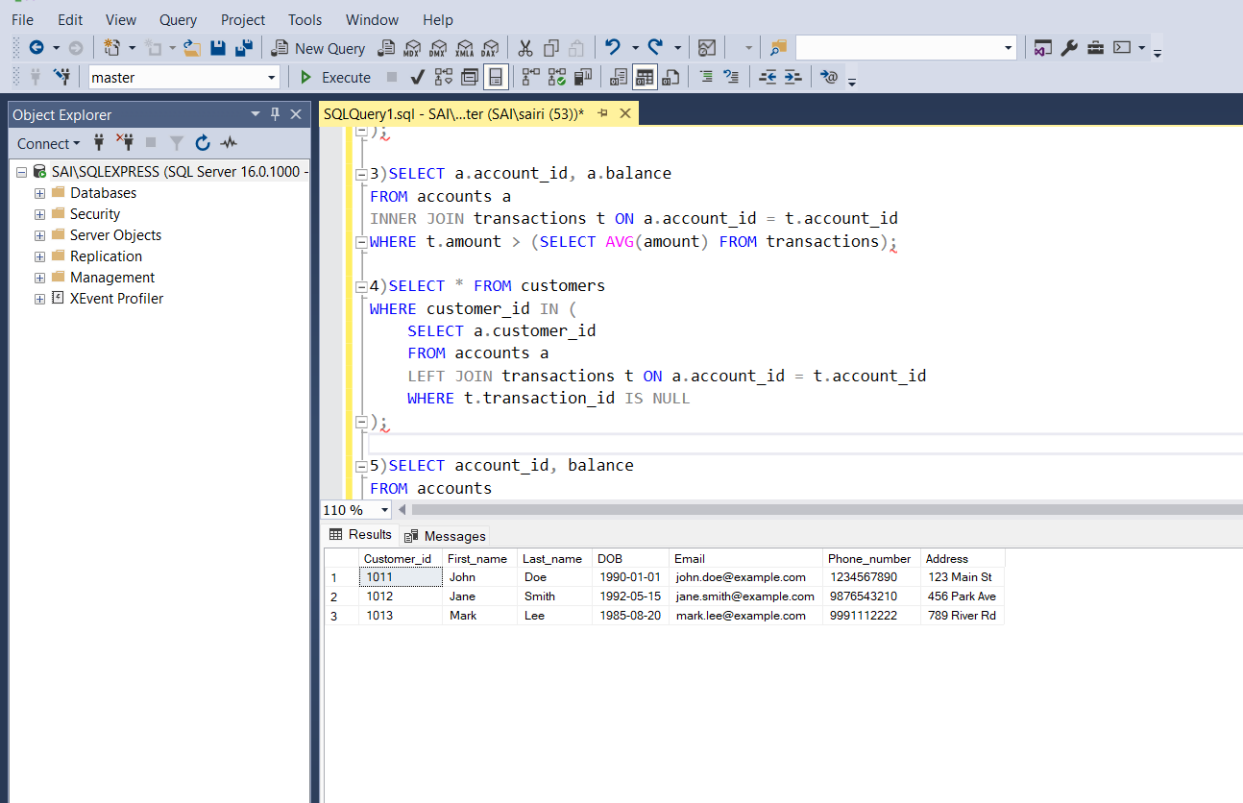 File Edit View Query Project Tools Window Help
New Query MDX DMX XMLA DAX
master Execute
Object Explorer
Connect
SAI\SQLEXPRESS (SQL Server 16.0.1000 -
Databases
Security
Server Objects
Replication
Management
XEvent Profiler
SQLQuery1.sql - SAI\...ter (SAI\sairi (53))*
);
3)SELECT a.account_id, a.balance
FROM accounts a
INNER JOIN transactions t ON a.account_id = t.account_id
WHERE t.amount > (SELECT AVG(amount) FROM transactions);
4)SELECT * FROM customers
WHERE customer_id IN (
SELECT a.customer_id
FROM accounts a
LEFT JOIN transactions t ON a.account_id = t.account_id
WHERE t.transaction_id IS NULL
);
5)SELECT account_id, balance
FROM accounts
110 %
Results Messages
Customer_id First_name Last_name DOB Email Phone_number Address
1 1011 John Doe 1990-01-01 john.doe@example.com 1234567890 123 Main St
2 1012 Jane Smith 1992-05-15 jane.smith@example.com 9876543210 456 Park Ave
3 1013 Mark Lee 1985-08-20 mark.lee@example.com 9991112222 789 River Rd